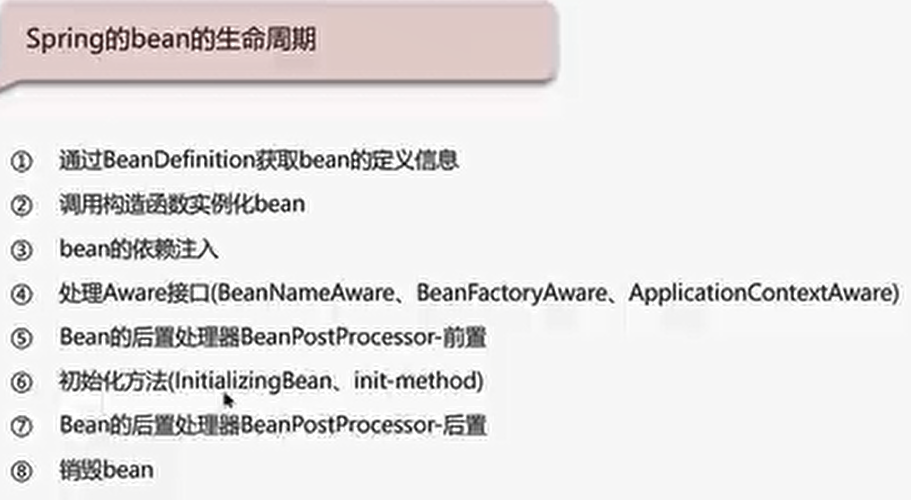 Spring的bean的生命周期
① 通过BeanDefinition获取bean的定义信息
② 调用构造函数实例化bean
③ bean的依赖注入
④ 处理Aware接口(BeanNameAware、BeanFactoryAware、ApplicationContextAware)
⑤ Bean的后置处理器BeanPostProcessor-前置
⑥ 初始化方法(InitializingBean、init-method)
⑦ Bean的后置处理器BeanPostProcessor-后置
⑧ 销毁bean